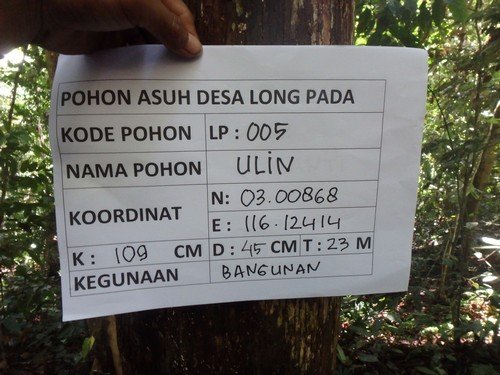 POHON ASUH DESA LONG PADA
KODE POHON LP : 005
NAMA POHON ULIN
KOORDINAT N: 03.00868
E : 116.12414
K : 109 CM D : 45 CM T : 23 M
KEGUNAAN BANGUNAN